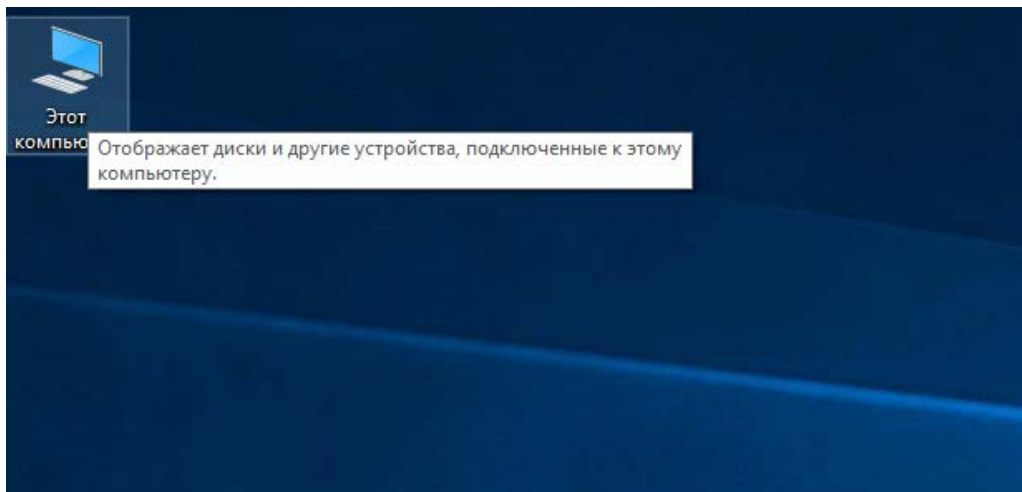 Этот
компью
Отображает диски и другие устройства, подключенные к этому
компьютеру.